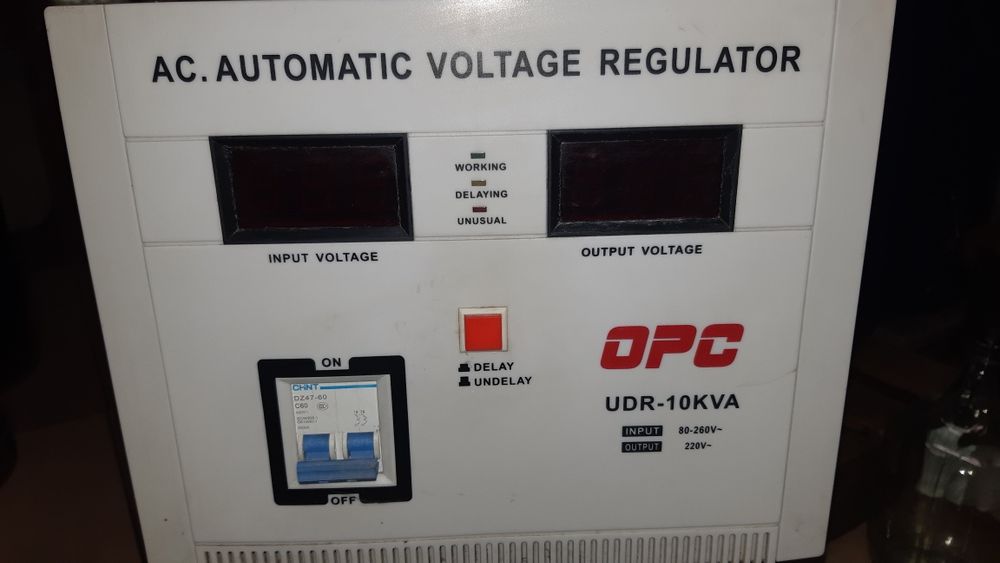 AC. AUTOMATIC VOLTAGE REGULATOR
WORKING
DELAYING
UNUSUAL
INPUT VOLTAGE
OUTPUT VOLTAGE
DELAY
UNDELAY
OPC
UDR-10KVA
INPUT 80-260V~
OUTPUT 220V~
ON
CHNT
DZ47-60
C60
OFF